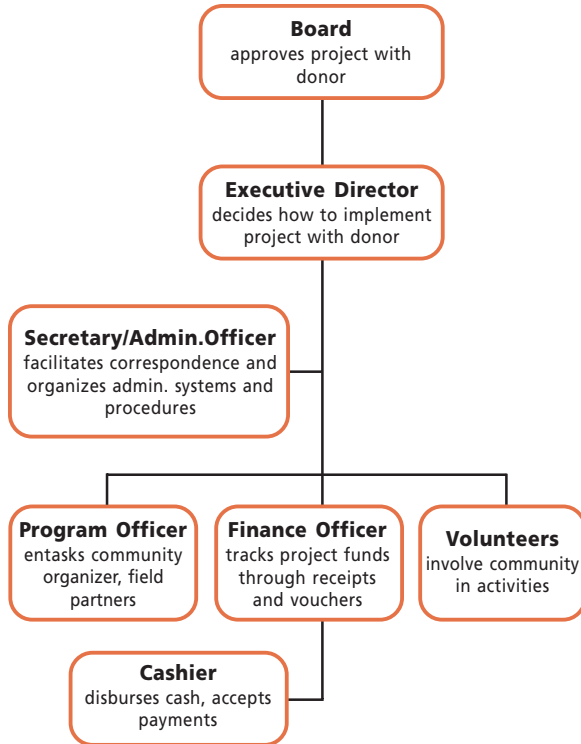 Board
approves project with
donor
Executive Director
decides how to implement
project with donor
Secretary/Admin.Officer
facilitates correspondence and
organizes admin. systems and
procedures
Program Officer
entasks community
organizer, field
partners
Finance Officer
tracks project funds
through receipts
and vouchers
Volunteers
involve community
in activities
Cashier
disburses cash, accepts
payments